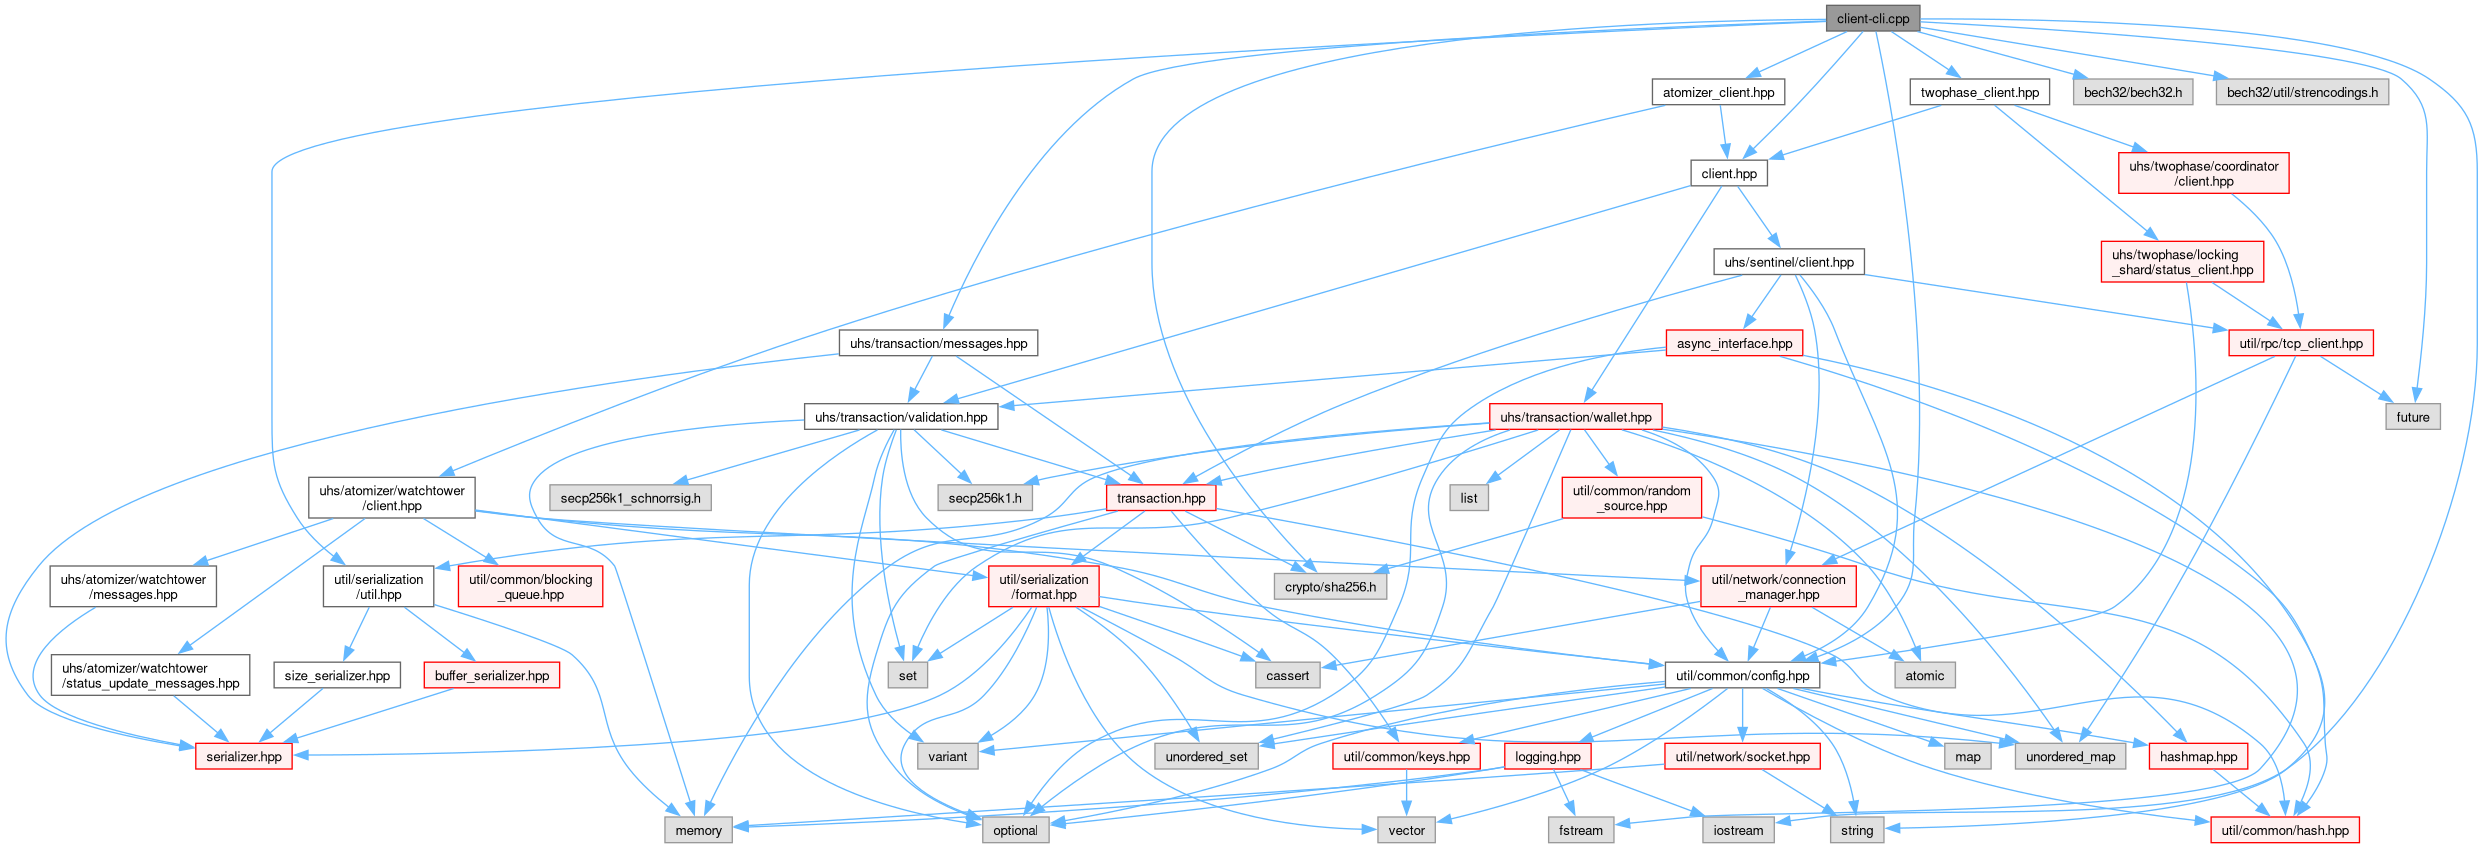 client-cli.cpp
atomizer_client.hpp
twophase_client.hpp
bech32/bech32.h
bech32/util/strencodings.h
client.hpp
uhs/twophase/coordinator
/client.hpp
uhs/sentinel/client.hpp
uhs/twophase/locking
_shard/status_client.hpp
uhs/transaction/messages.hpp
async_interface.hpp
util/rpc/tcp_client.hpp
uhs/transaction/validation.hpp
uhs/transaction/wallet.hpp
future
uhs/atomizer/watchtower
/client.hpp
secp256k1_schnorrsig.h
secp256k1.h
transaction.hpp
list
util/common/random
_source.hpp
uhs/atomizer/watchtower
/messages.hpp
util/serialization
/util.hpp
util/common/blocking
_queue.hpp
util/serialization
/format.hpp
crypto/sha256.h
util/network/connection
_manager.hpp
uhs/atomizer/watchtower
/status_update_messages.hpp
size_serializer.hpp
buffer_serializer.hpp
set
cassert
util/common/config.hpp
atomic
serializer.hpp
variant
unordered_set
util/common/keys.hpp
logging.hpp
util/network/socket.hpp
map
unordered_map
hashmap.hpp
memory
optional
vector
fstream
iostream
string
util/common/hash.hpp